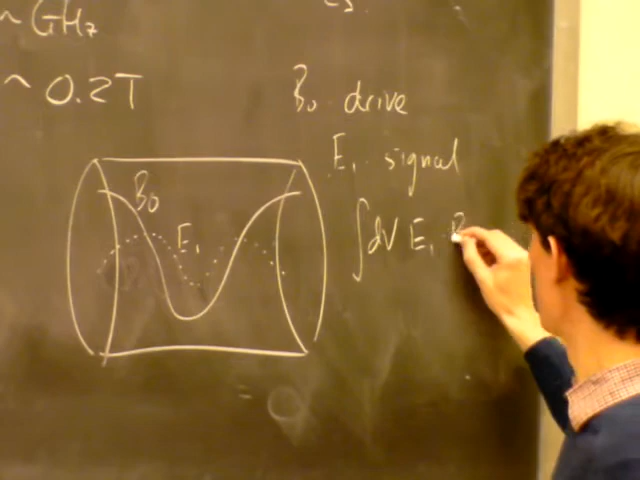 ~ GHz
~ 0.2T
B₀ drive
E₁ signal
B₀
E₁
∫dV E₁ B